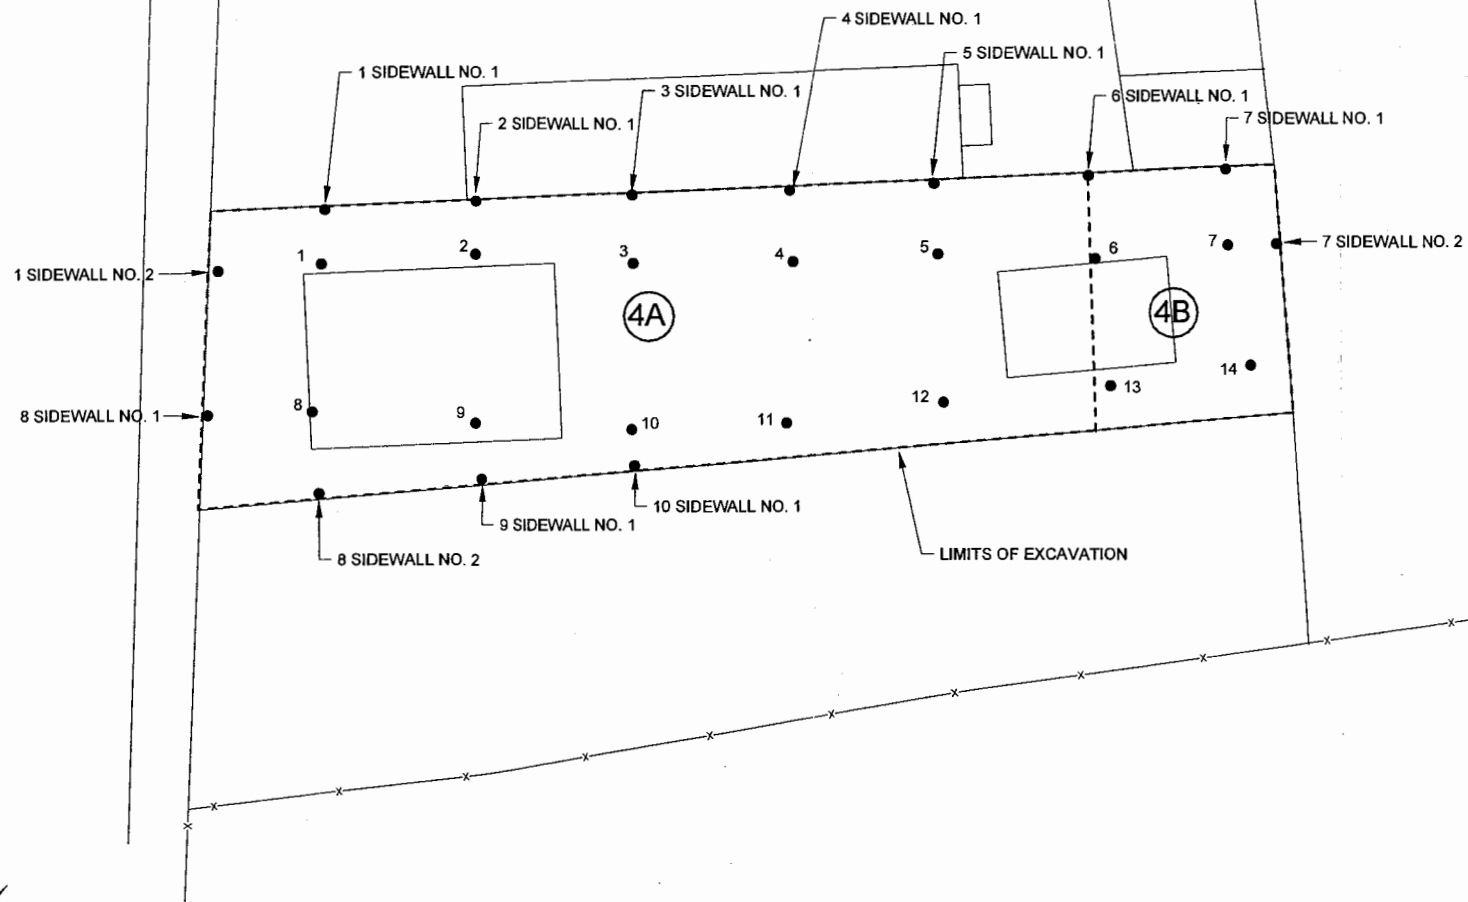 4 SIDEWALL NO. 1
5 SIDEWALL NO. 1
1 SIDEWALL NO. 1
3 SIDEWALL NO. 1
6 SIDEWALL NO. 1
2 SIDEWALL NO. 1
7 SIDEWALL NO. 1
1
2
3
4
5
6
7
7 SIDEWALL NO. 2
1 SIDEWALL NO. 2
4A
4B
14
13
12
8
9
10
11
8 SIDEWALL NO. 1
10 SIDEWALL NO. 1
9 SIDEWALL NO. 1
8 SIDEWALL NO. 2
LIMITS OF EXCAVATION